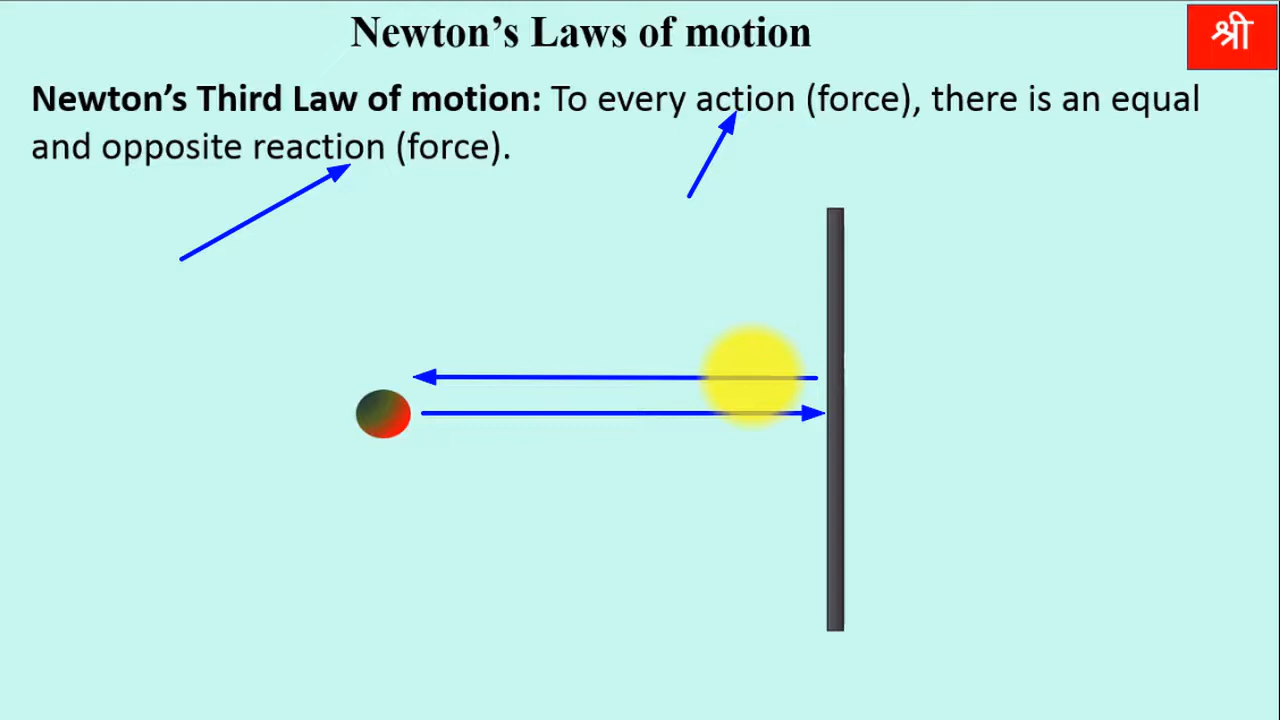 Newton’s Laws of motion
श्री
Newton’s Third Law of motion: To every action (force), there is an equal
and opposite reaction (force).